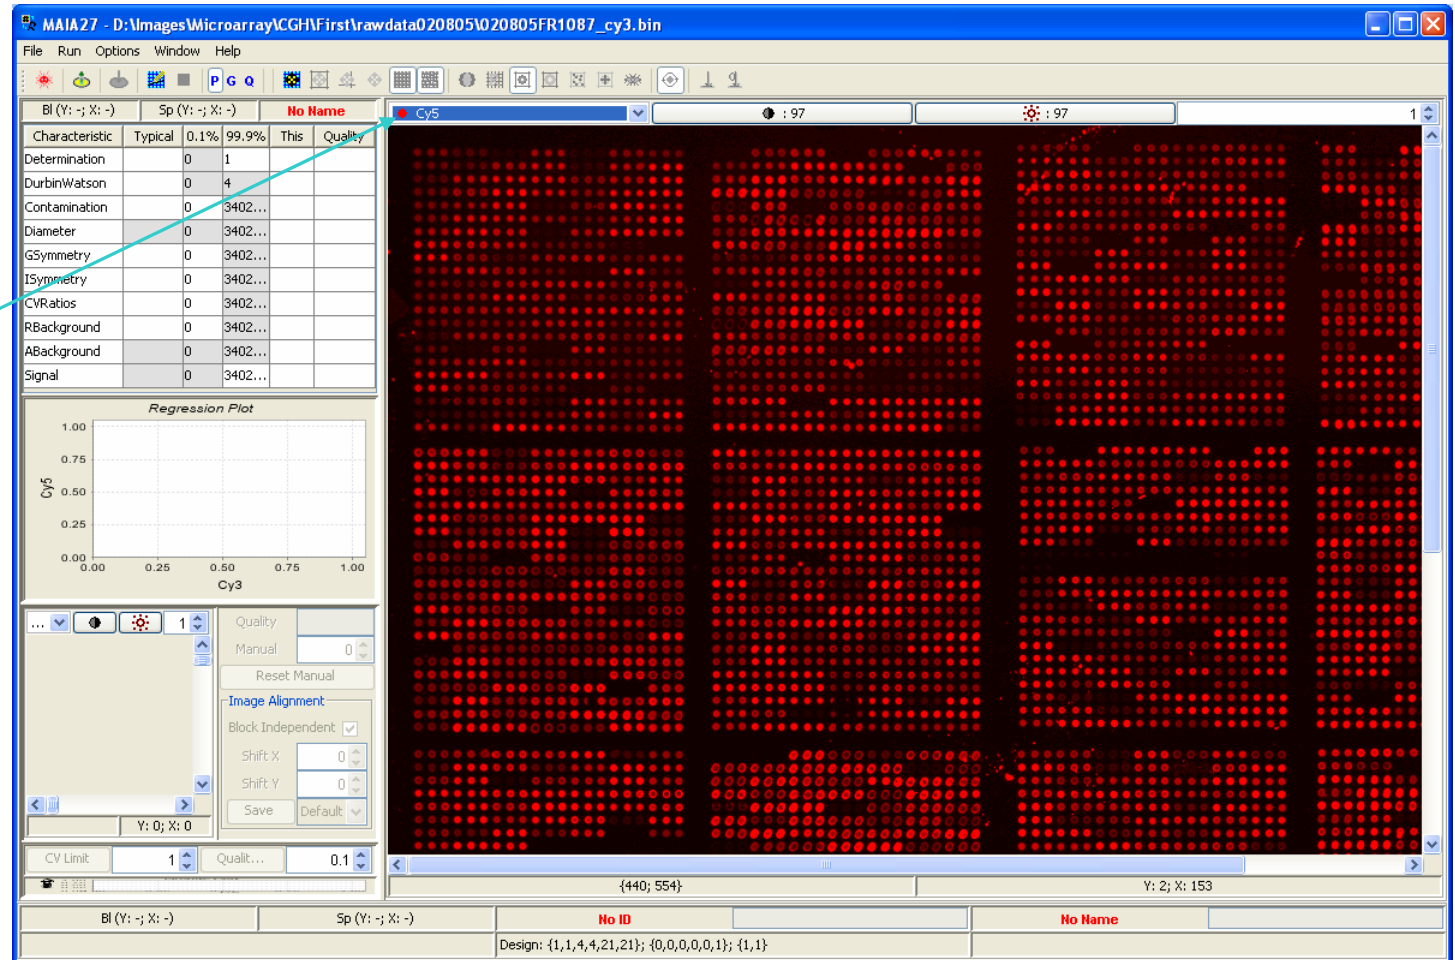 MAIA27 - D:\Images\Microarray\CGH\First\rawdata020805\020805FR1087_cy3.bin
File Run Options Window Help
P G Q
Bl (Y: -; X: -) Sp (Y: -; X: -) No Name
Cy5 : 97 : 97 1
Characteristic Typical 0.1% 99.9% This Quality
Determination 0 1
DurbinWatson 0 4
Contamination 0 3402...
Diameter 0 3402...
GSymmetry 0 3402...
ISymmetry 0 3402...
CVRatios 0 3402...
RBackground 0 3402...
ABackground 0 3402...
Signal 0 3402...
Regression Plot
1.00
0.75
0.50
0.25
0.00
Cy5
0.00 0.25 0.50 0.75 1.00
Cy3
... 1
Quality
Manual 0
Reset Manual
Image Alignment
Block Independent
Shift X 0
Shift Y 0
Save Default
Y: 0; X: 0
CV Limit 1 Qualit... 0.1
{440; 554} Y: 2; X: 153
Bl (Y: -; X: -) Sp (Y: -; X: -) No ID No Name
Design: {1,1,4,4,21,21}; {0,0,0,0,0,1}; {1,1}